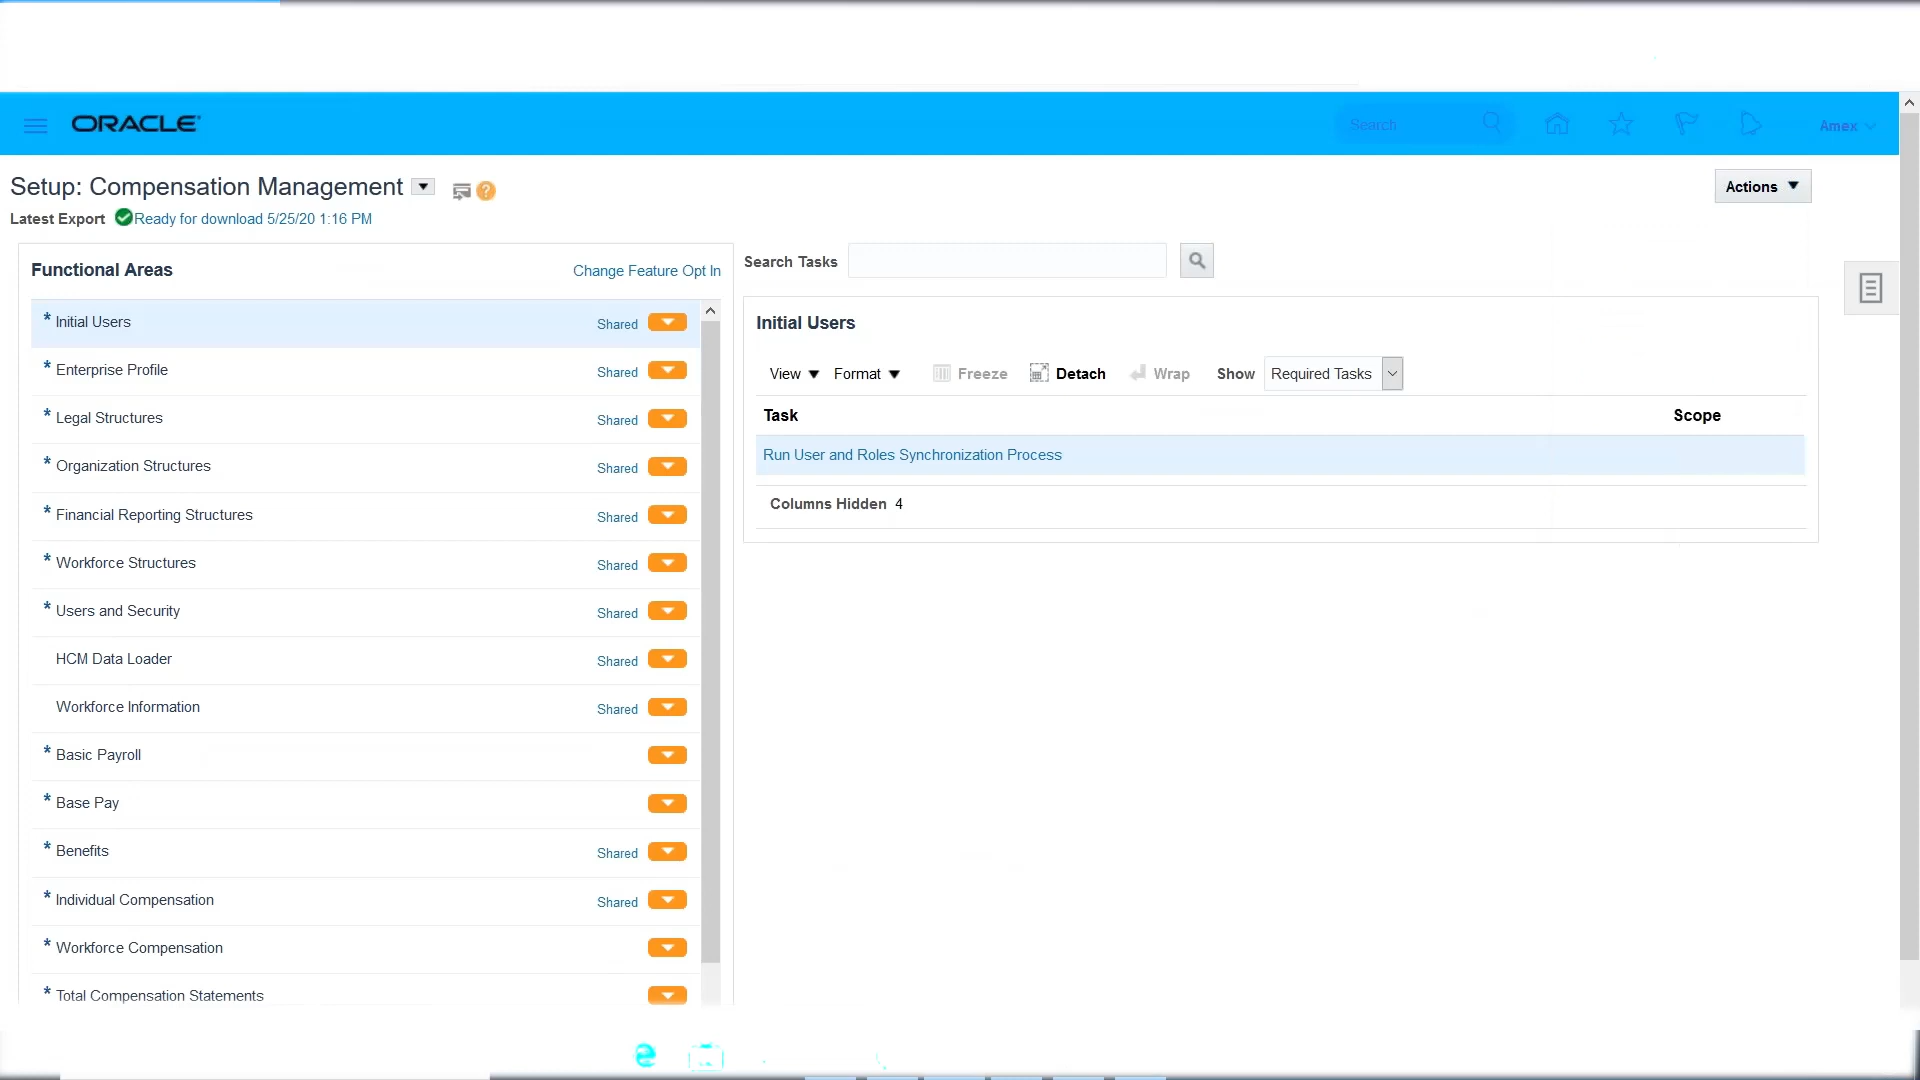 ORACLE
Search
Amex
Setup: Compensation Management
Actions
Latest Export Ready for download 5/25/20 1:16 PM
Functional Areas
Change Feature Opt In
* Initial Users Shared
* Enterprise Profile Shared
* Legal Structures Shared
* Organization Structures Shared
* Financial Reporting Structures Shared
* Workforce Structures Shared
* Users and Security Shared
HCM Data Loader Shared
Workforce Information Shared
* Basic Payroll
* Base Pay
* Benefits Shared
* Individual Compensation Shared
* Workforce Compensation
* Total Compensation Statements
Search Tasks
Initial Users
View Format Freeze Detach Wrap Show Required Tasks
Task Scope
Run User and Roles Synchronization Process
Columns Hidden 4